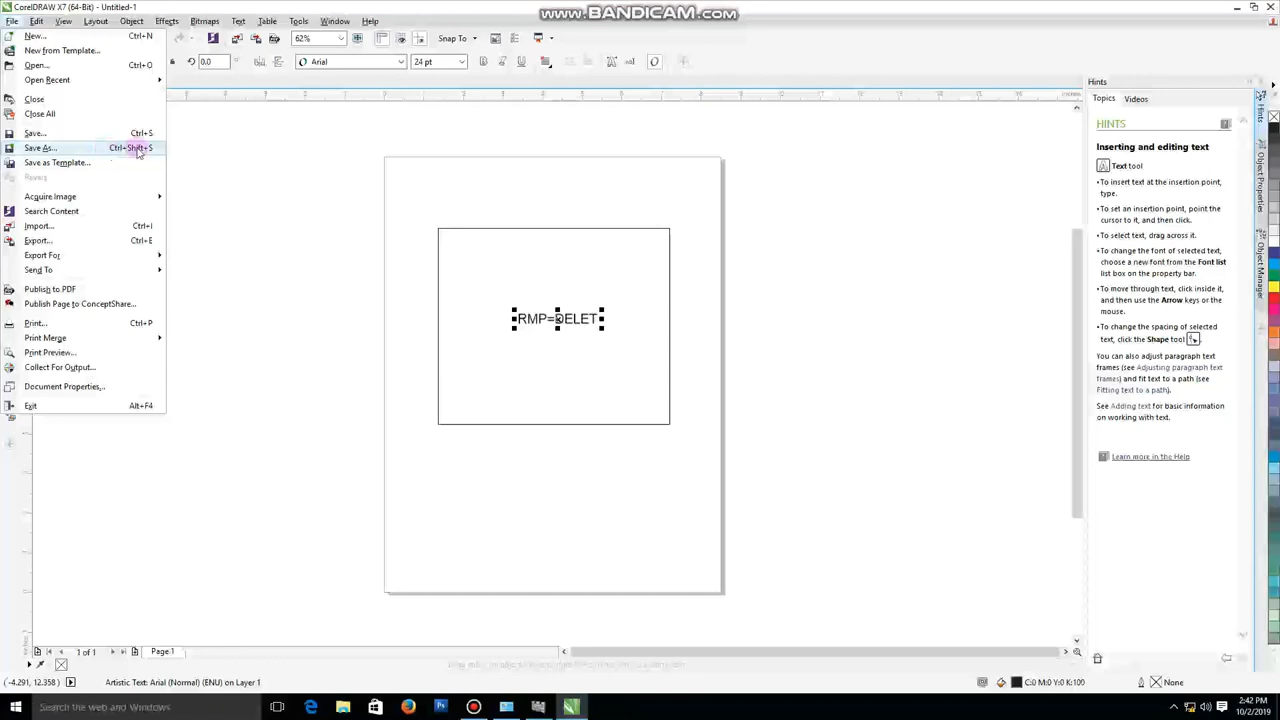 CorelDRAW X7 (64-Bit) - Untitled-1
www.BANDICAM.com
File Edit View Layout Object Effects Bitmaps Text Table Tools Window Help
62% Snap To
0.0 Arial 24 pt
New... Ctrl+N
New from Template...
Open... Ctrl+O
Open Recent
Close
Close All
Save... Ctrl+S
Save As... Ctrl+Shift+S
Save as Template...
Revert
Acquire Image
Search Content
Import... Ctrl+I
Export... Ctrl+E
Export For
Send To
Publish to PDF
Publish Page to ConceptShare...
Print... Ctrl+P
Print Merge
Print Preview...
Collect For Output...
Document Properties...
Exit Alt+F4
RMP=DELET
Hints
Topics Videos
HINTS
Inserting and editing text
Text tool
•To insert text at the insertion point,
type.
•To set an insertion point, point the
cursor to it, and then click.
•To select text, drag across it.
•To change the font of selected text,
choose a new font from the Font list
list box on the property bar.
•To move through text, click inside it,
and then use the Arrow keys or the
mouse.
•To change the spacing of selected
text, click the Shape tool .
You can also adjust paragraph text
frames (see Adjusting paragraph text
frames) and fit text to a path (see
Fitting text to a path).
See Adding text for basic information
on working with text.
Learn more in the Help
Hints
Object Properties
Object Manager
1 of 1 Page 1
(-4.291, 12.358) Artistic Text: Arial (Normal) (ENU) on Layer 1 C:0 M:0 Y:0 K:100 None
Search the web and Windows
2:42 PM
10/2/2019